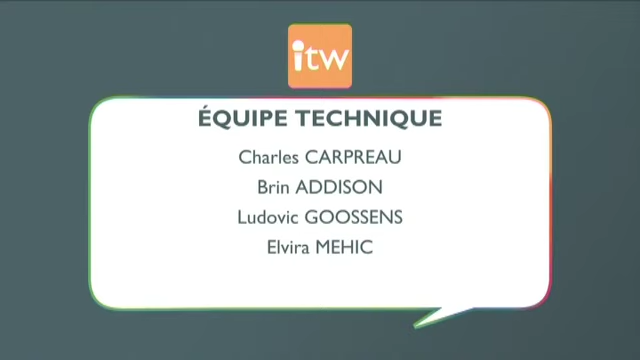 itw
ÉQUIPE TECHNIQUE
Charles CARPREAU
Brin ADDISON
Ludovic GOOSSENS
Elvira MEHIC